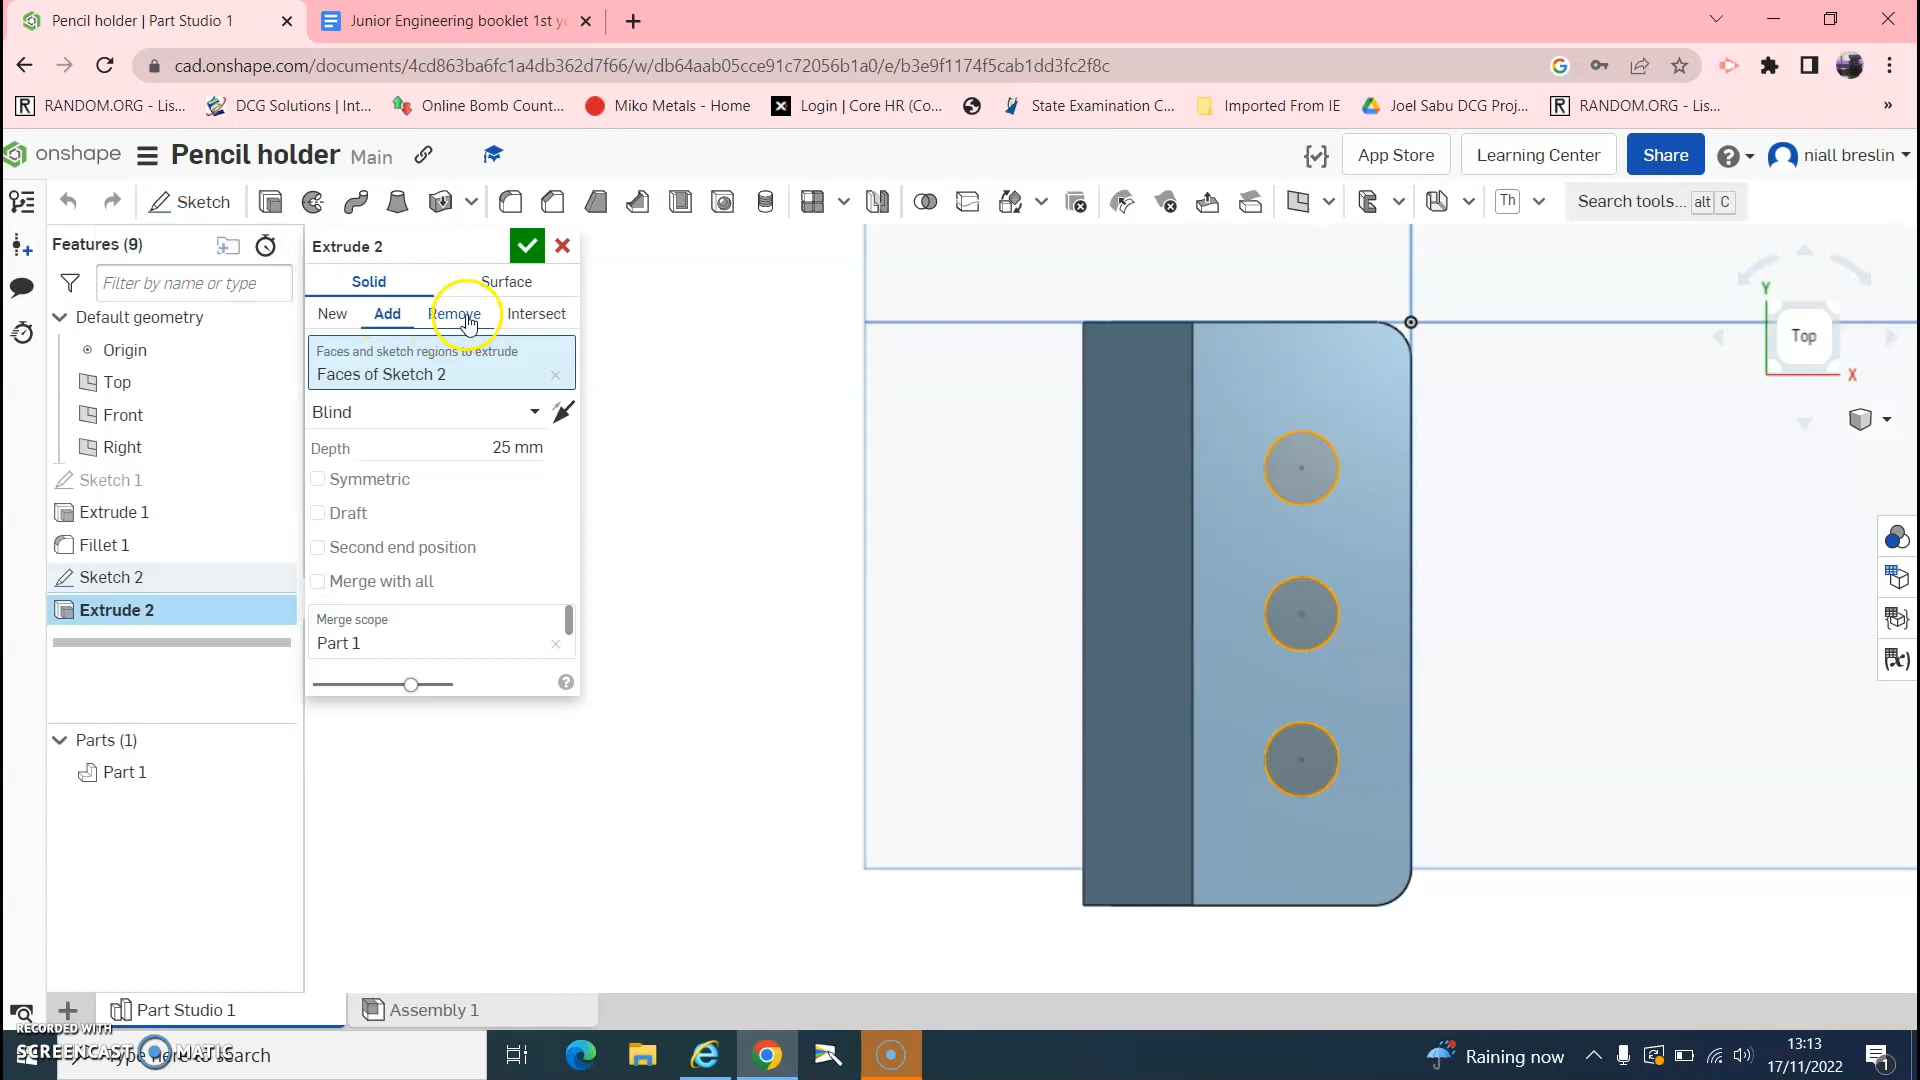 Pencil holder | Part Studio 1
Junior Engineering booklet 1st ye
cad.onshape.com/documents/4cd863ba6fc1a4db362d7f66/w/db64aab05cce91c72056b1a0/e/b3e9f1174f5cab1dd3fc2f8c
RANDOM.ORG - Lis...
DCG Solutions | Int...
Online Bomb Count...
Miko Metals - Home
Login | Core HR (Co...
State Examination C...
Imported From IE
Joel Sabu DCG Proj...
RANDOM.ORG - Lis...
»
onshape
Pencil holder Main
App Store
Learning Center
Share
niall breslin
Sketch
Th
Search tools... alt C
Features (9)
Filter by name or type
Default geometry
Origin
Top
Front
Right
Sketch 1
Extrude 1
Fillet 1
Sketch 2
Extrude 2
Parts (1)
Part 1
Extrude 2
Solid
Surface
New
Add
Remove
Intersect
Faces and sketch regions to extrude
Faces of Sketch 2
Blind
Depth 25 mm
Symmetric
Draft
Second end position
Merge with all
Merge scope
Part 1
Y
Top
X
(x)
Part Studio 1
Assembly 1
RECORDED WITH
SCREENCAST MATIC
Type here to search
Raining now
13:13
17/11/2022
1